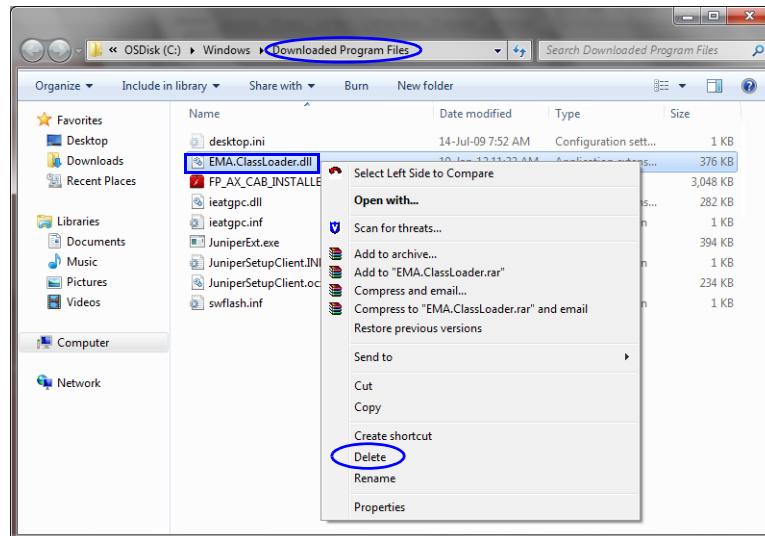 « OSDisk (C:) ▸ Windows ▸ Downloaded Program Files
Search Downloaded Program Files
Organize ▾ Include in library ▾ Share with ▾ Burn New folder
Favorites
Desktop
Downloads
Recent Places
Libraries
Documents
Music
Pictures
Videos
Computer
Network
Name Date modified Type Size
desktop.ini 14-Jul-09 7:52 AM Configuration sett... 1 KB
EMA.ClassLoader.dll 376 KB
FP_AX_CAB_INSTALLE 3,048 KB
ieatgpc.dll 282 KB
ieatgpc.inf 1 KB
JuniperExt.exe 394 KB
JuniperSetupClient.INI 1 KB
JuniperSetupClient.oc 234 KB
swflash.inf 1 KB
Select Left Side to Compare
Open with...
Scan for threats...
Add to archive...
Add to "EMA.ClassLoader.rar"
Compress and email...
Compress to "EMA.ClassLoader.rar" and email
Restore previous versions
Send to
Cut
Copy
Create shortcut
Delete
Rename
Properties